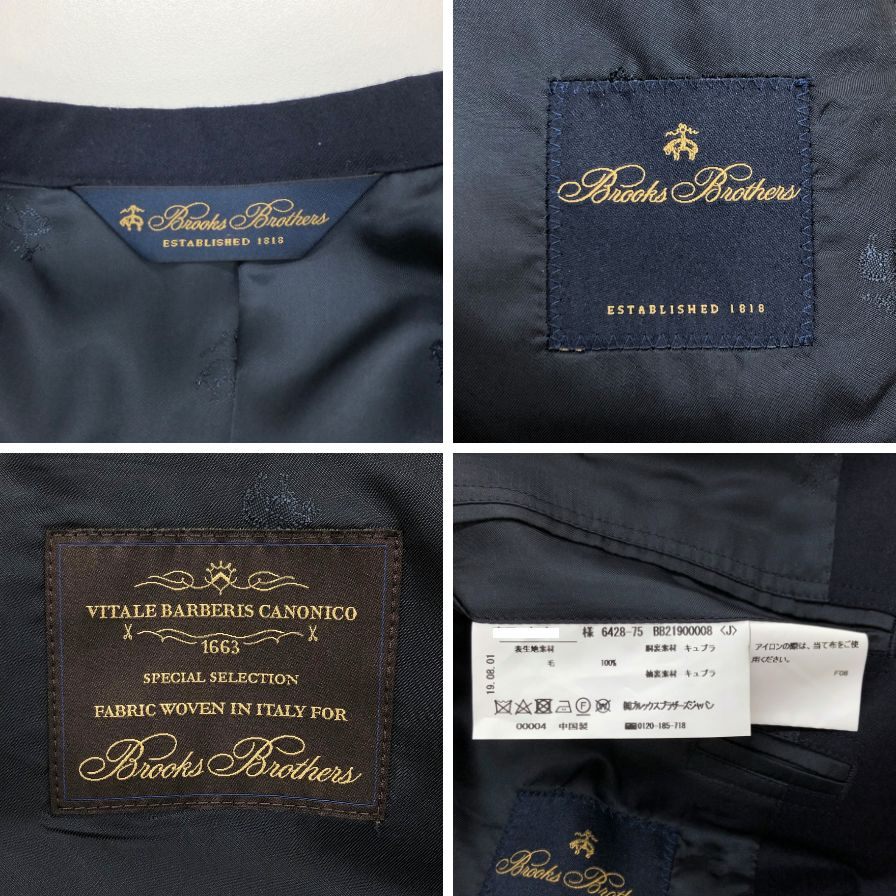 Brooks Brothers
ESTABLISHED 1818
Brooks Brothers
ESTABLISHED 1818
VITALE BARBERIS CANONICO
1663
SPECIAL SELECTION
FABRIC WOVEN IN ITALY FOR
Brooks Brothers
様 6428-75 BB21900008 〈J〉
表生地素材 胴裏素材 キュプラ
毛 100%
袖裏素材 キュプラ
19.08.01
㈱ブルックスブラザーズジャパン
00004 中国製 0120-185-718
アイロンの際は、当て布をご使
用ください。
F08
Brooks Brothers